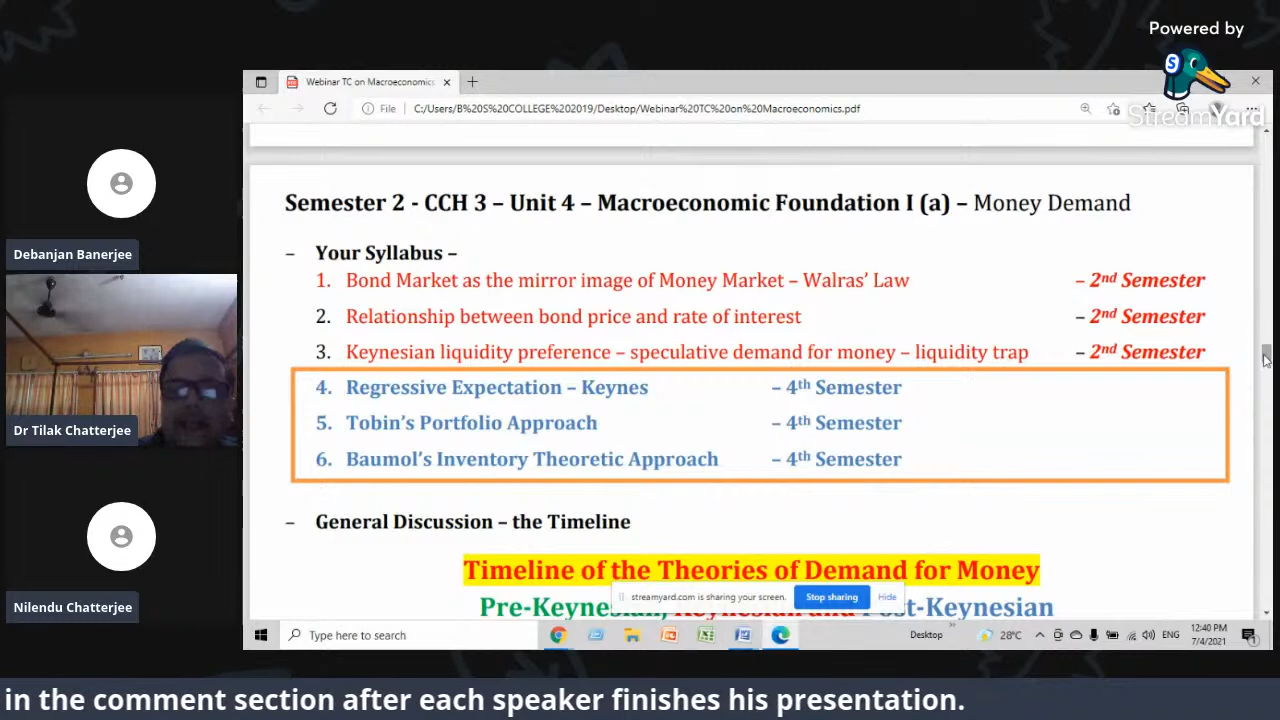 Powered by
S
StreamYard
Webinar TC on Macroeconomics
File
C:/Users/B%20S%20COLLEGE%202019/Desktop/Webinar%20TC%20on%20Macroeconomics.pdf
Semester 2 - CCH 3 – Unit 4 – Macroeconomic Foundation I (a) – Money Demand
– Your Syllabus –
1. Bond Market as the mirror image of Money Market – Walras’ Law – 2nd Semester
2. Relationship between bond price and rate of interest – 2nd Semester
3. Keynesian liquidity preference – speculative demand for money – liquidity trap – 2nd Semester
4. Regressive Expectation – Keynes – 4th Semester
5. Tobin’s Portfolio Approach – 4th Semester
6. Baumol’s Inventory Theoretic Approach – 4th Semester
– General Discussion – the Timeline
Timeline of the Theories of Demand for Money
Pre-Keynesian, Keynesian and Post-Keynesian
streamyard.com is sharing your screen. Stop sharing Hide
Type here to search
Desktop
28°C
ENG
12:40 PM
7/4/2021
Debanjan Banerjee
Dr Tilak Chatterjee
Nilendu Chatterjee
in the comment section after each speaker finishes his presentation.